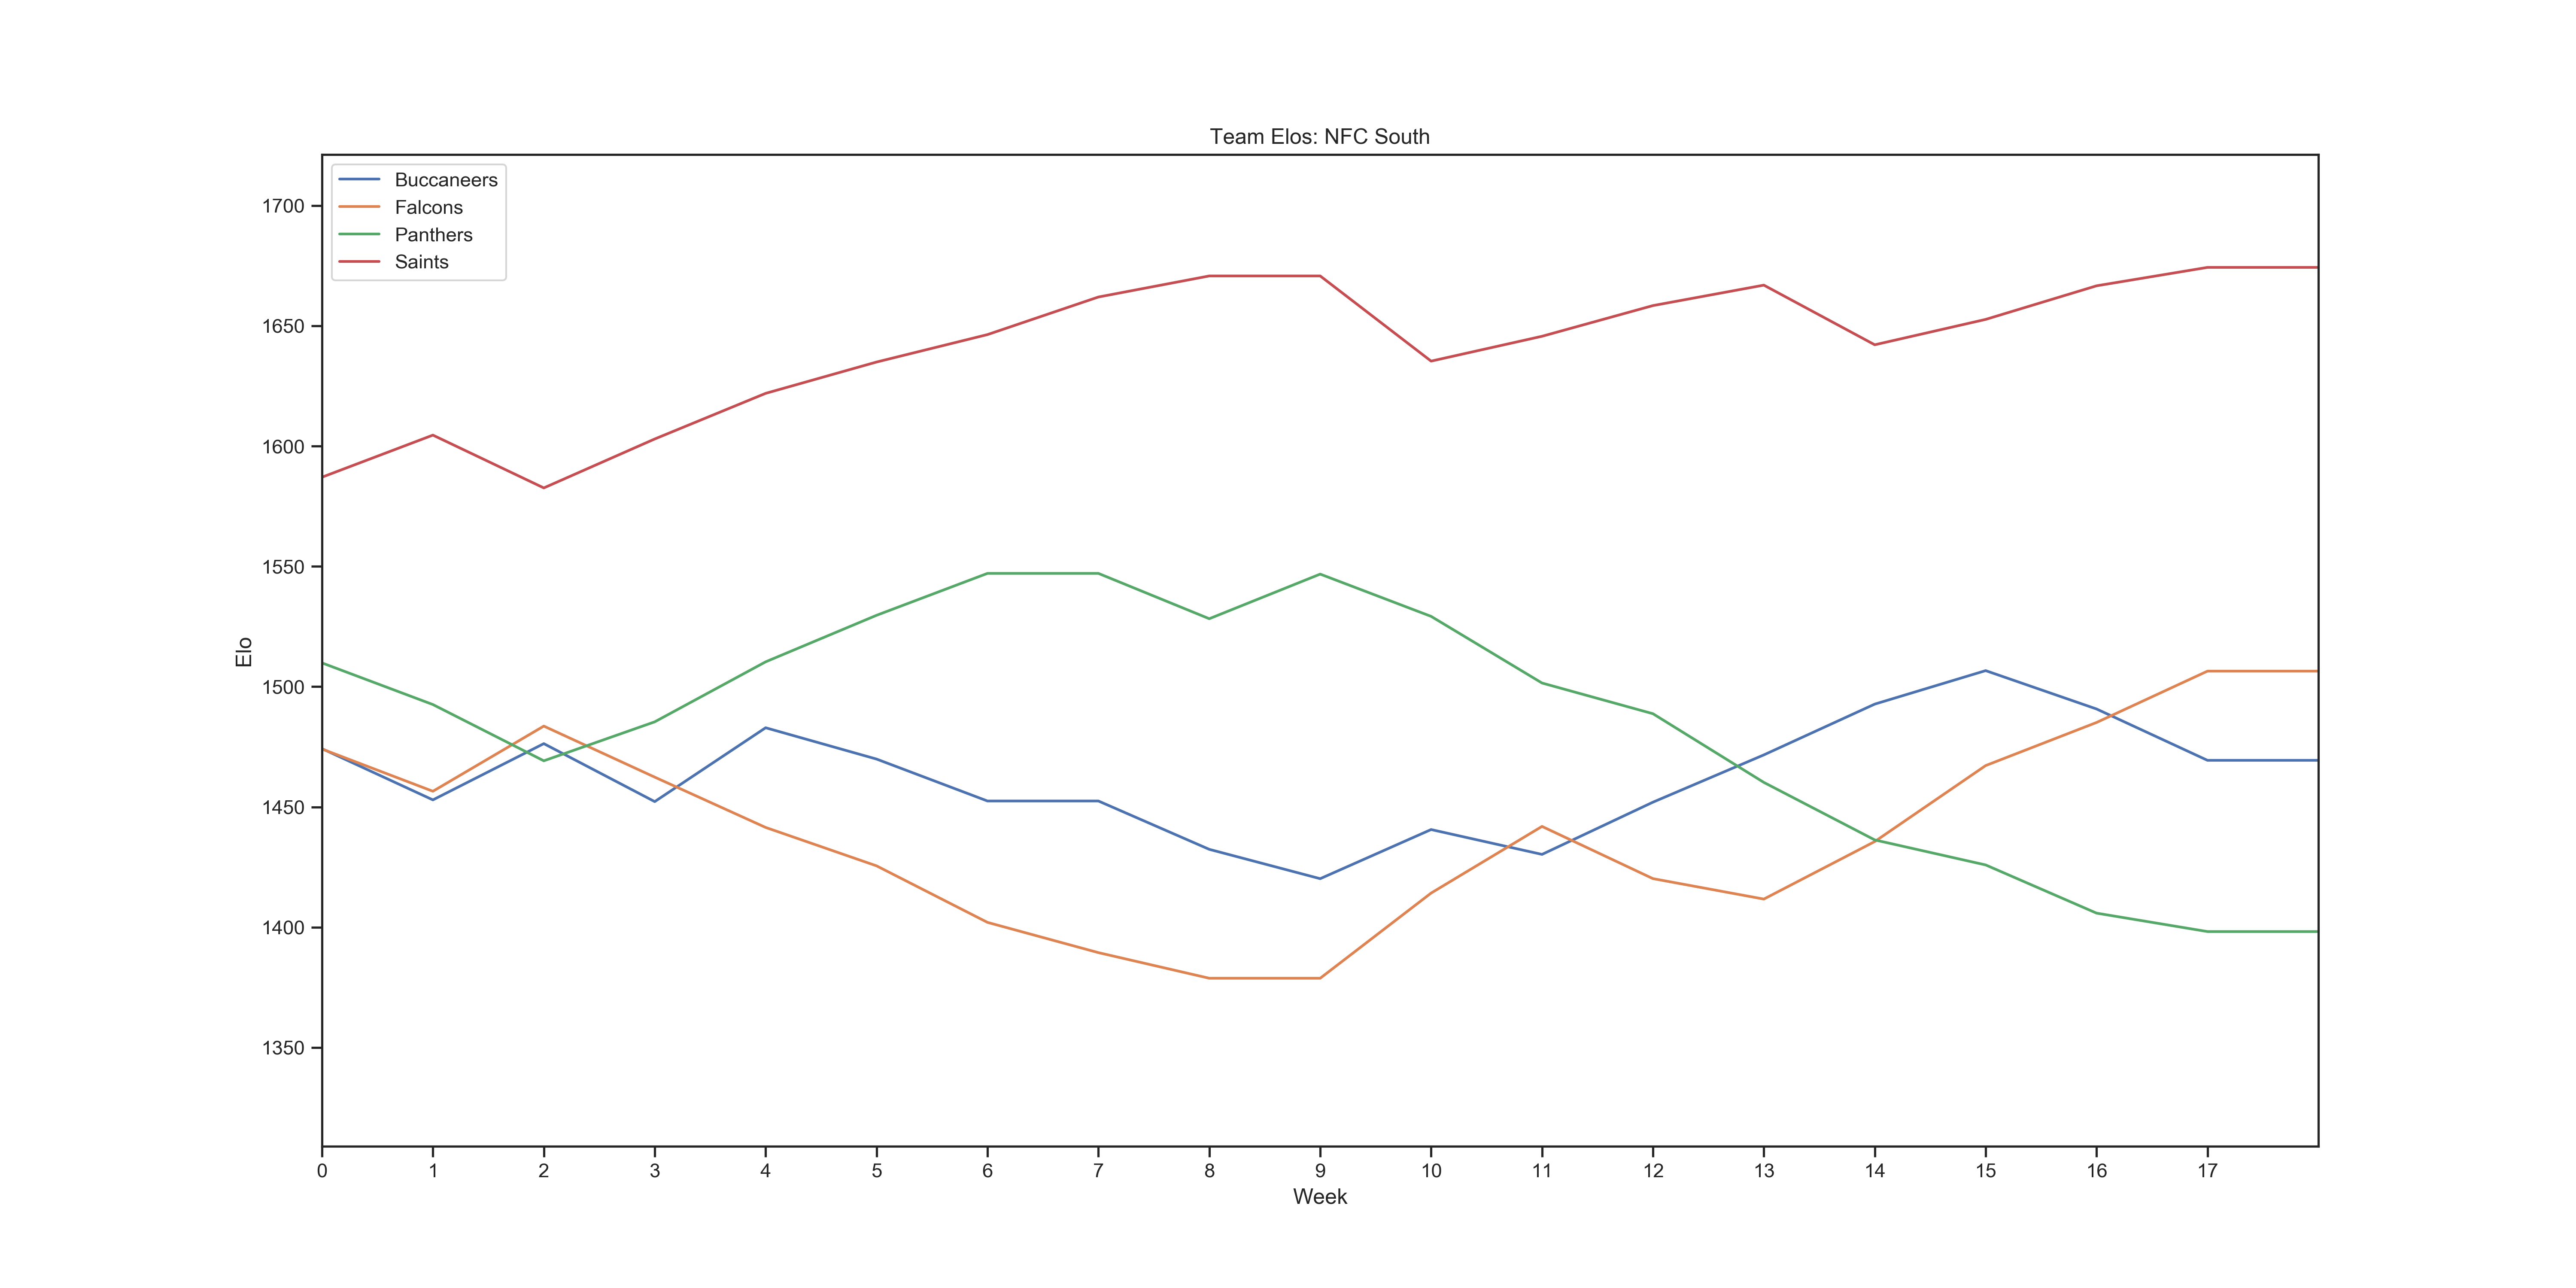 Team Elos: NFC South
Buccaneers
Falcons
Panthers
Saints
1700
1650
1600
1550
1500
1450
1400
1350
Elo
0 1 2 3 4 5 6 7 8 9 10 11 12 13 14 15 16 17
Week